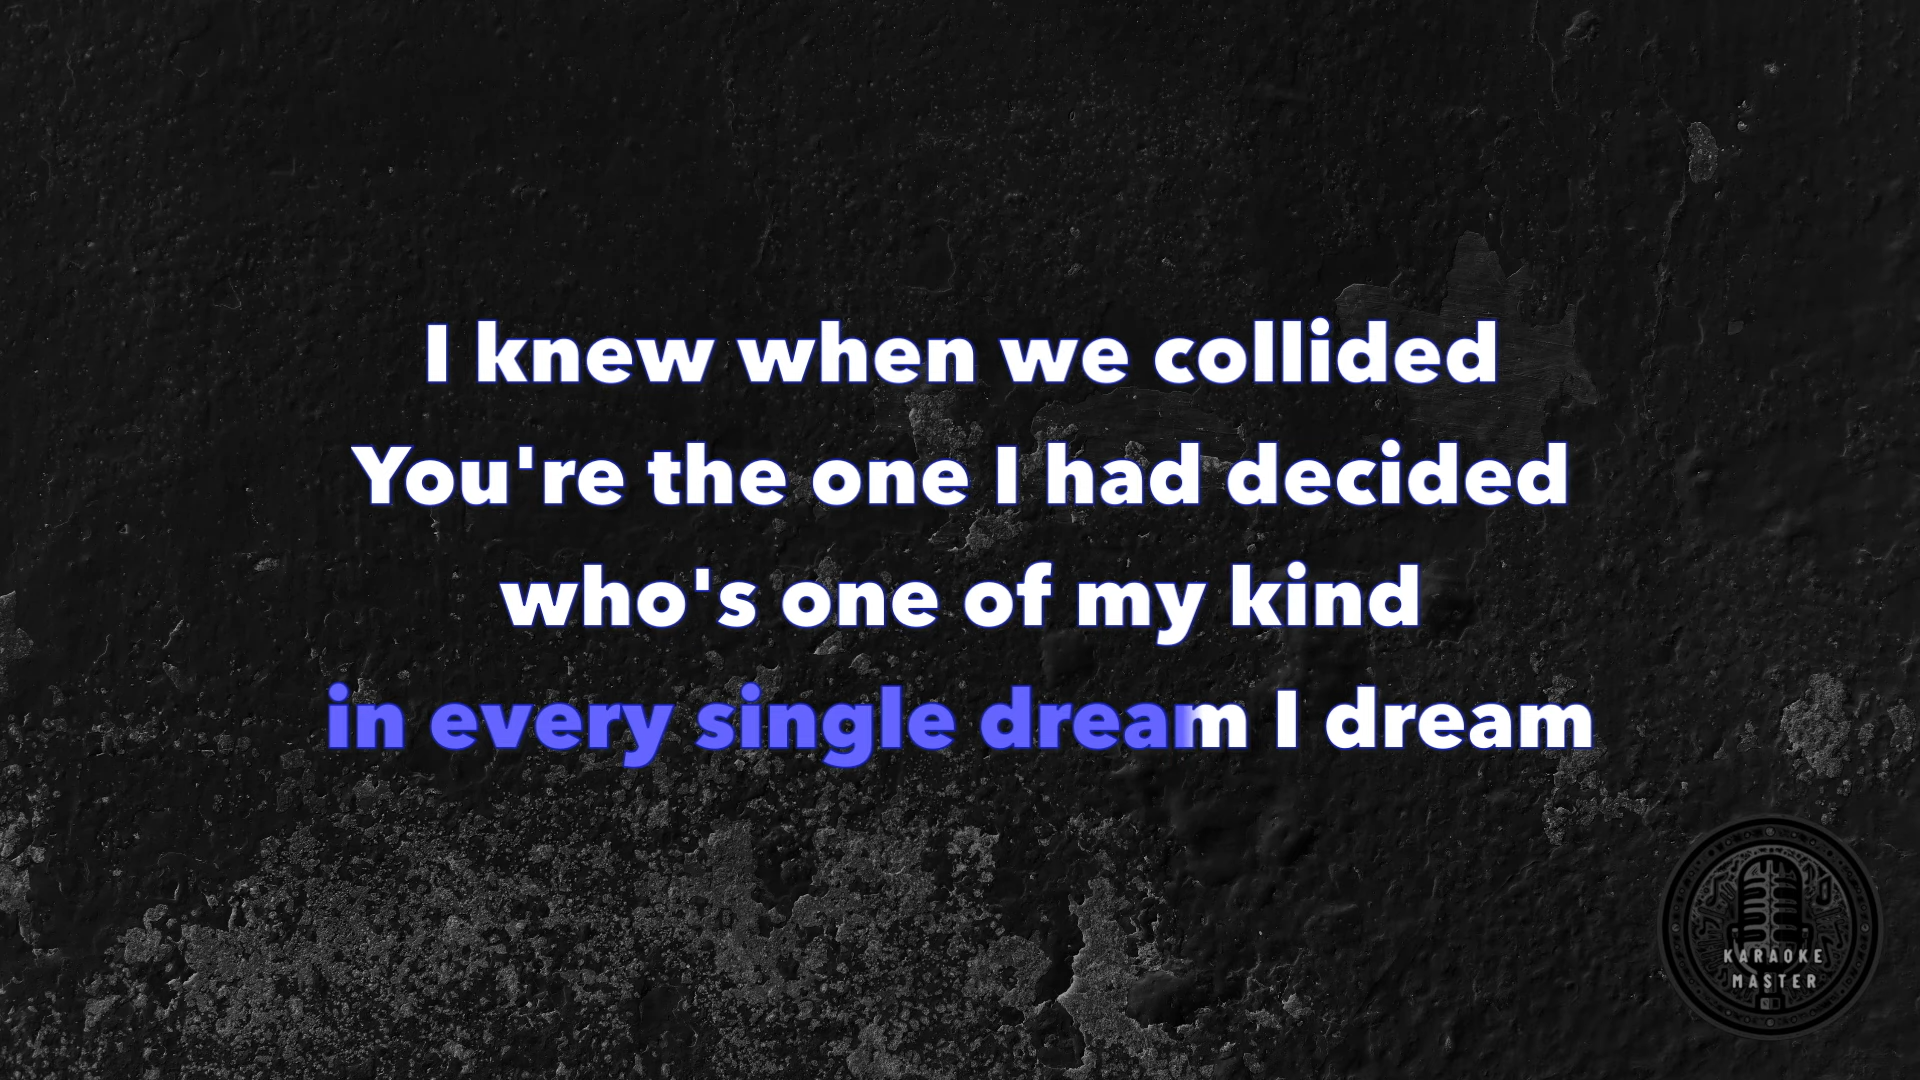 I knew when we collided
You're the one I had decided
who's one of my kind
in every single dream I dream
KARAOKE
MASTER